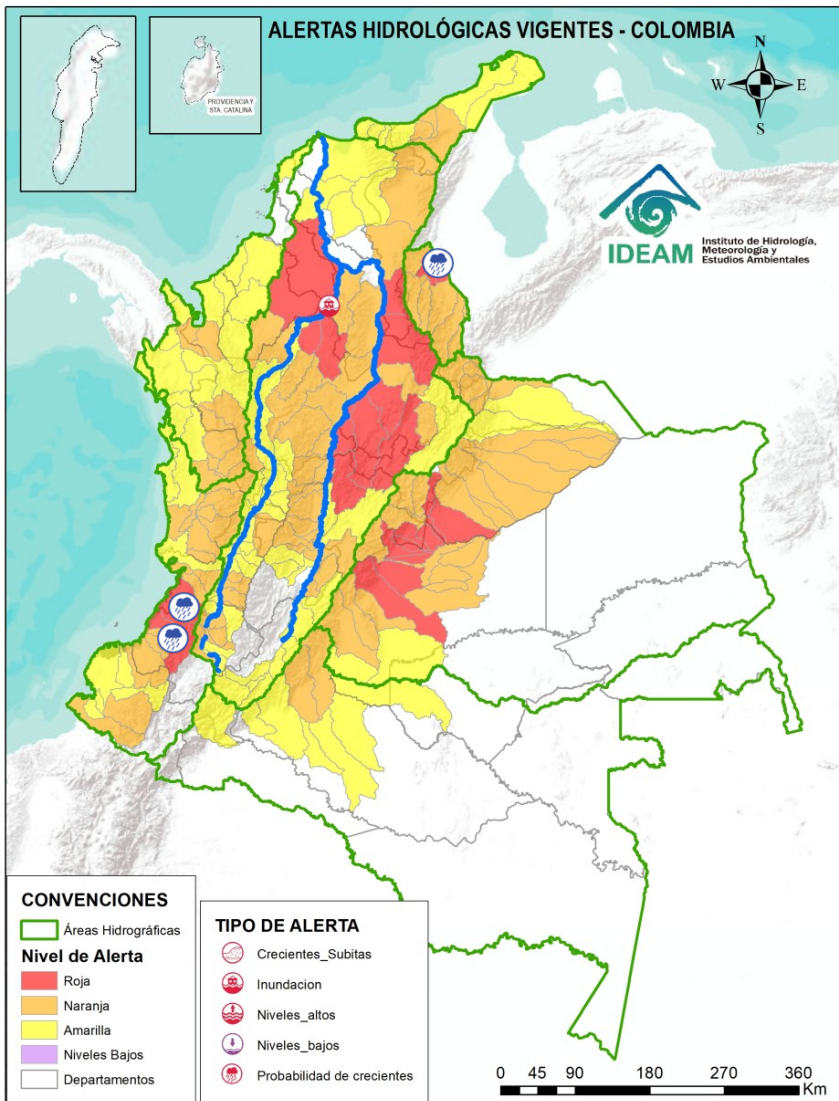 ALERTAS HIDROLÓGICAS VIGENTES - COLOMBIA
PROVIDENCIA Y
STA. CATALINA
N
W
E
S
IDEAM
Instituto de Hidrología,
Meteorología y
Estudios Ambientales
CONVENCIONES
Áreas Hidrográficas
Nivel de Alerta
Roja
Naranja
Amarilla
Niveles Bajos
Departamentos
TIPO DE ALERTA
Crecientes_Subitas
Inundacion
Niveles_altos
Niveles_bajos
Probabilidad de crecientes
0 45 90 180 270 360
Km